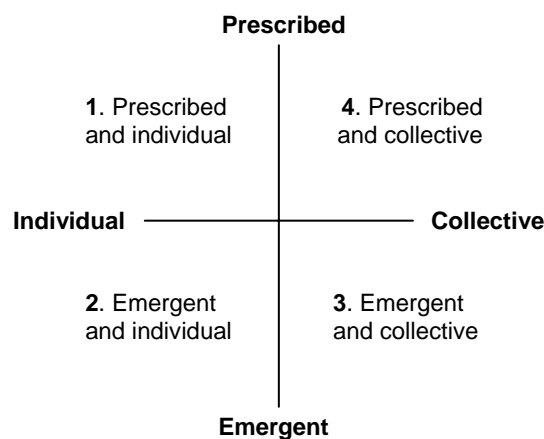 Prescribed
1. Prescribed
and individual
4. Prescribed
and collective
Individual
Collective
2. Emergent
and individual
3. Emergent
and collective
Emergent